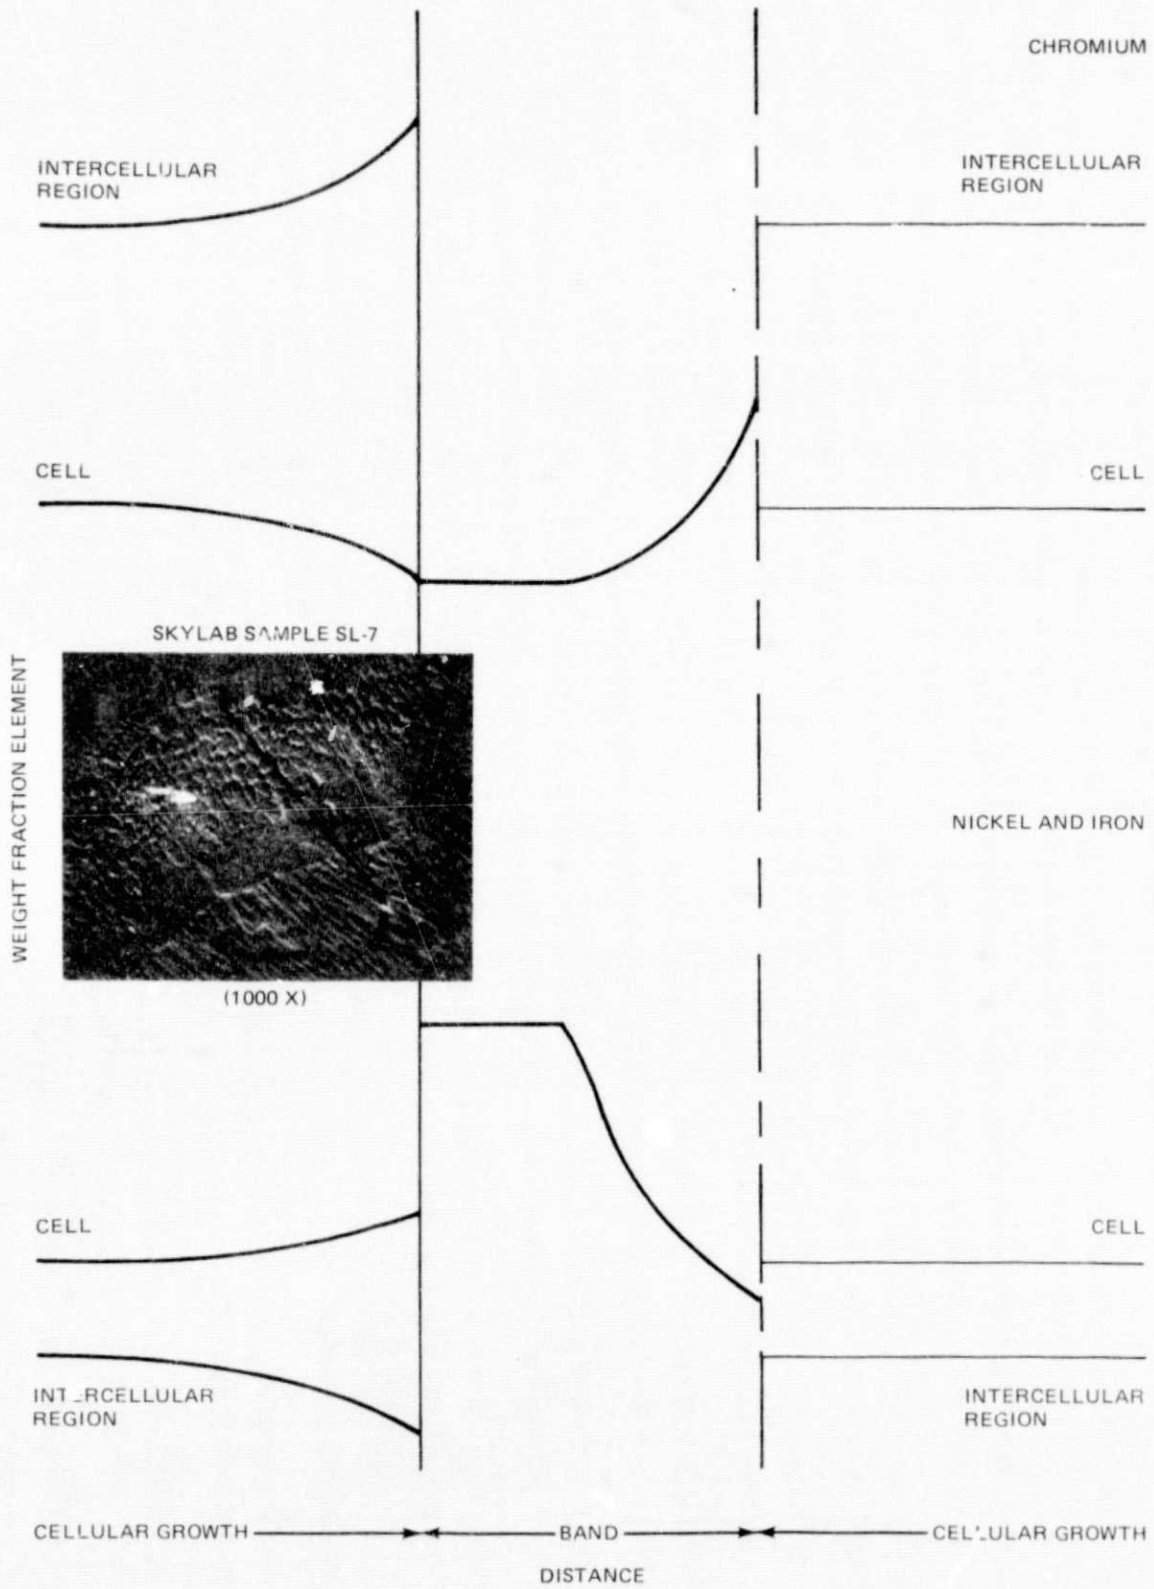 CHROMIUM
INTERCELLULAR
REGION
INTERCELLULAR
REGION
CELL
CELL
SKYLAB SAMPLE SL-7
WEIGHT FRACTION ELEMENT
NICKEL AND IRON
(1000 X)
CELL
CELL
INTERCELLULAR
REGION
INTERCELLULAR
REGION
CELLULAR GROWTH
BAND
CELLULAR GROWTH
DISTANCE